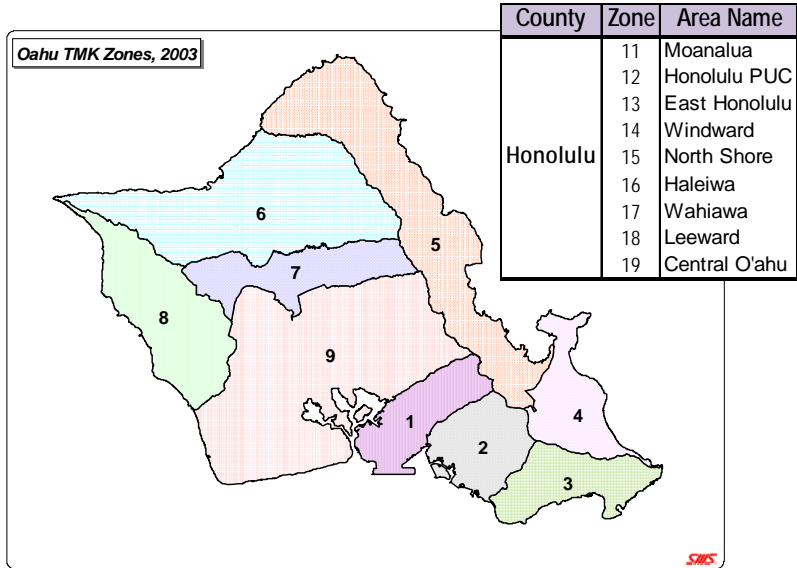 County Zone Area Name
Honolulu
11 Moanalua
12 Honolulu PUC
13 East Honolulu
14 Windward
15 North Shore
16 Haleiwa
17 Wahiawa
18 Leeward
19 Central O'ahu
Oahu TMK Zones, 2003
6
5
7
8
9
1
4
2
3
SMS